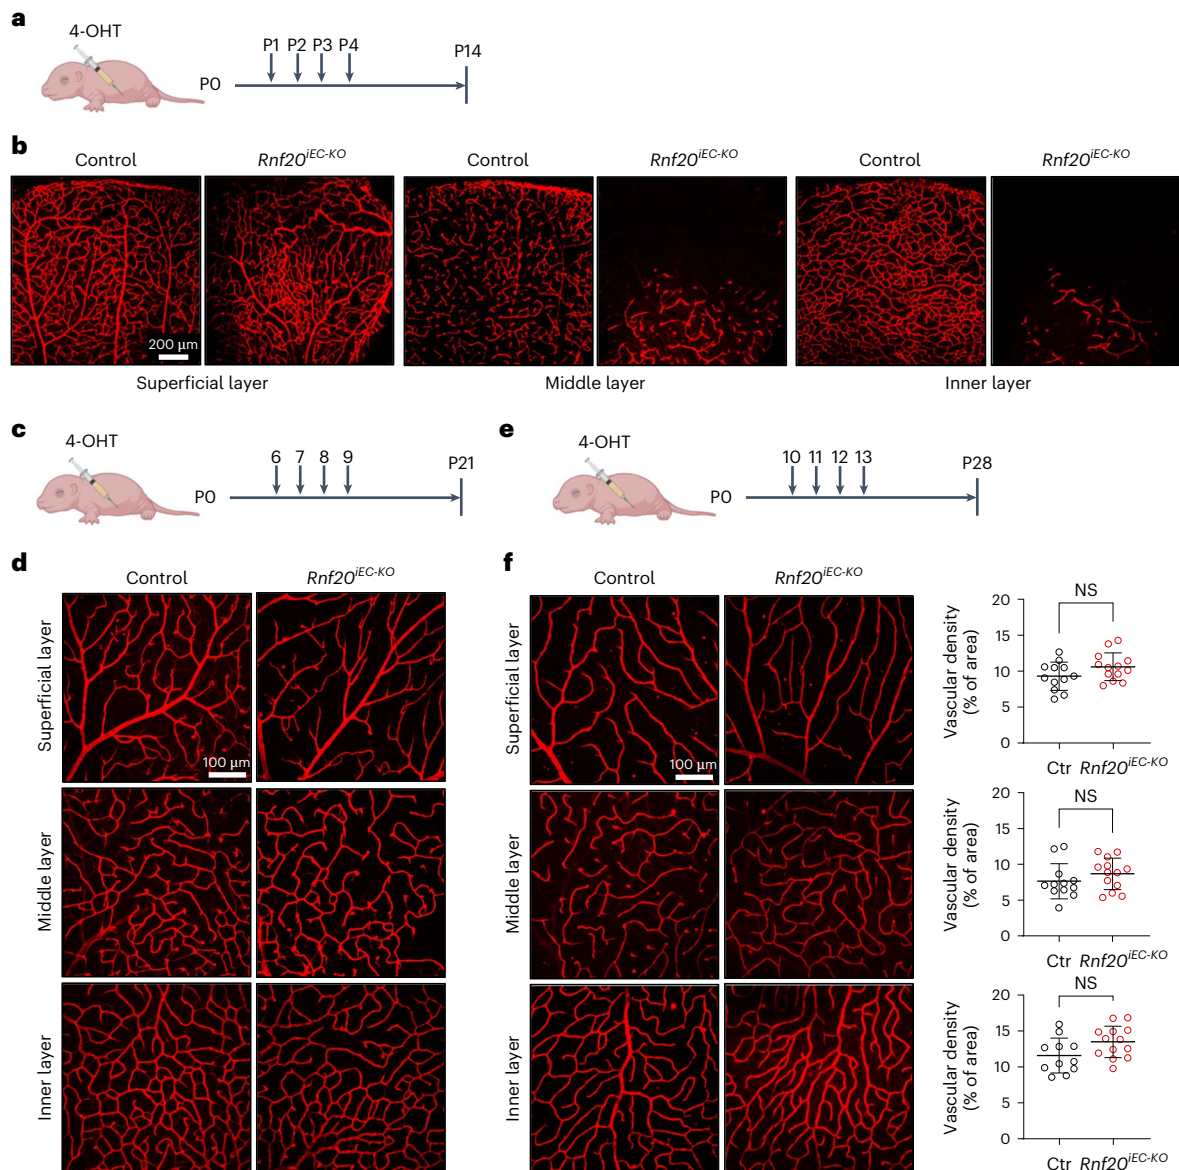 a
4-OHT
P0
P1 P2 P3 P4
P14
b
Control
Rnf20iEC-KO
Control
Rnf20iEC-KO
Control
Rnf20iEC-KO
200 µm
Superficial layer
Middle layer
Inner layer
c
4-OHT
P0
6 7 8 9
P21
e
4-OHT
P0
10 11 12 13
P28
d
Control
Rnf20iEC-KO
Superficial layer
100 µm
Middle layer
Inner layer
f
Control
Rnf20iEC-KO
Superficial layer
100 µm
Middle layer
Inner layer
NS
Vascular density
(% of area)
20
15
10
5
0
Ctr Rnf20iEC-KO
NS
Vascular density
(% of area)
20
15
10
5
0
Ctr Rnf20iEC-KO
NS
Vascular density
(% of area)
20
15
10
5
0
Ctr Rnf20iEC-KO